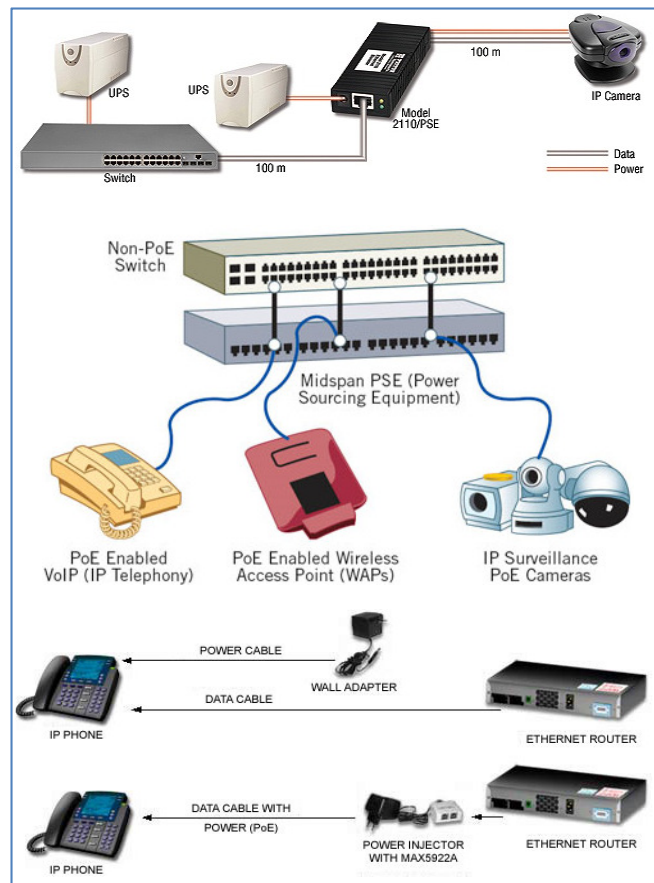 UPS
UPS
Model
2110/PSE
100 m
IP Camera
Switch
100 m
Data
Power
Non-PoE
Switch
Midspan PSE (Power
Sourcing Equipment)
PoE Enabled
VoIP (IP Telephony)
PoE Enabled Wireless
Access Point (WAPs)
IP Surveillance
PoE Cameras
POWER CABLE
WALL ADAPTER
DATA CABLE
IP PHONE
ETHERNET ROUTER
DATA CABLE WITH
POWER (PoE)
POWER INJECTOR
WITH MAX5922A
IP PHONE
ETHERNET ROUTER